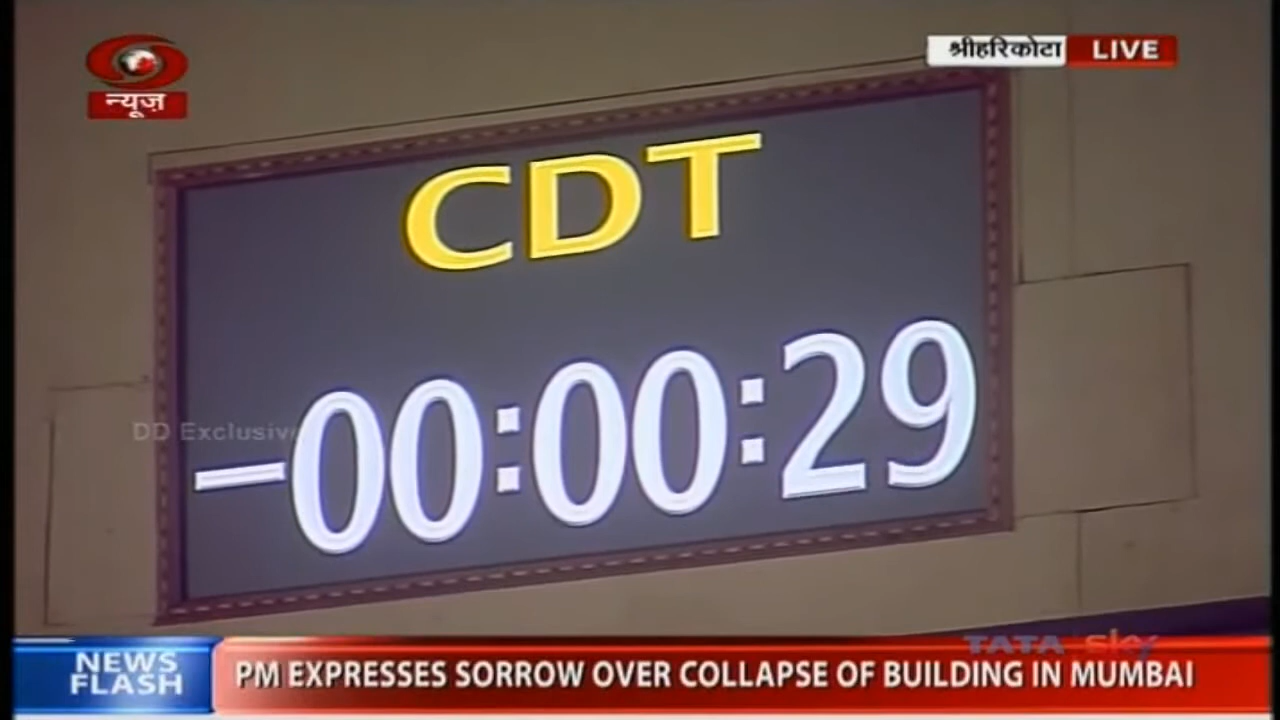 न्यूज़
श्रीहरिकोटा LIVE
CDT
-00:00:29
DD Exclusive
TATA sky
NEWS FLASH
PM EXPRESSES SORROW OVER COLLAPSE OF BUILDING IN MUMBAI